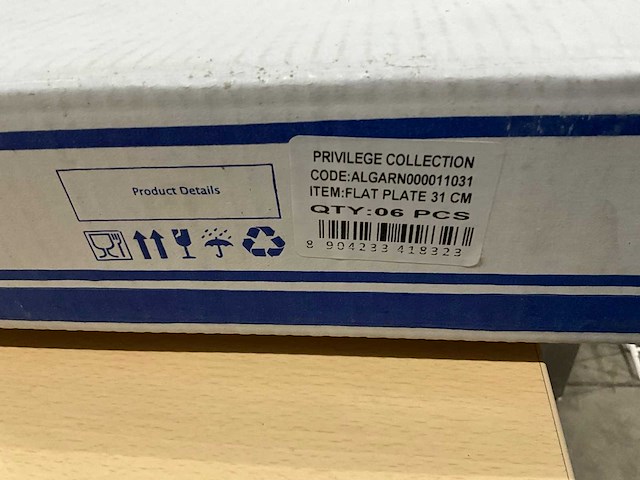 Product Details
PRIVILEGE COLLECTION
CODE:ALGARN000011031
ITEM:FLAT PLATE 31 CM
QTY:06 PCS
8 904233 418323